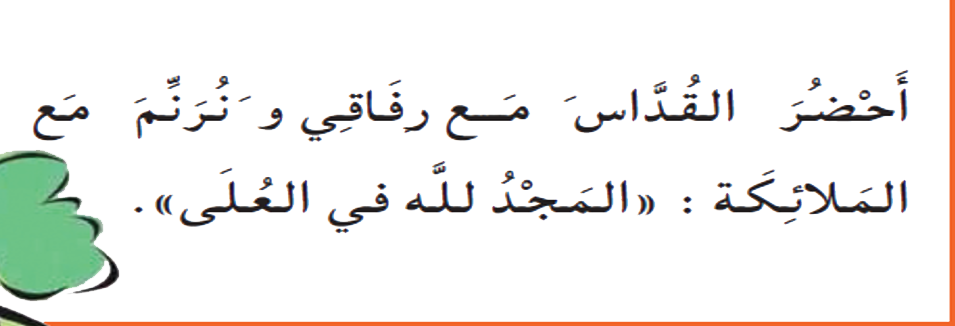 أَحْضُرَ القُدَّاسَ مَع رِفَاقِي وَنُرَنِّمَ مَع
المَلائِكَة : «المَجْدُ للَّه في العُلَى».